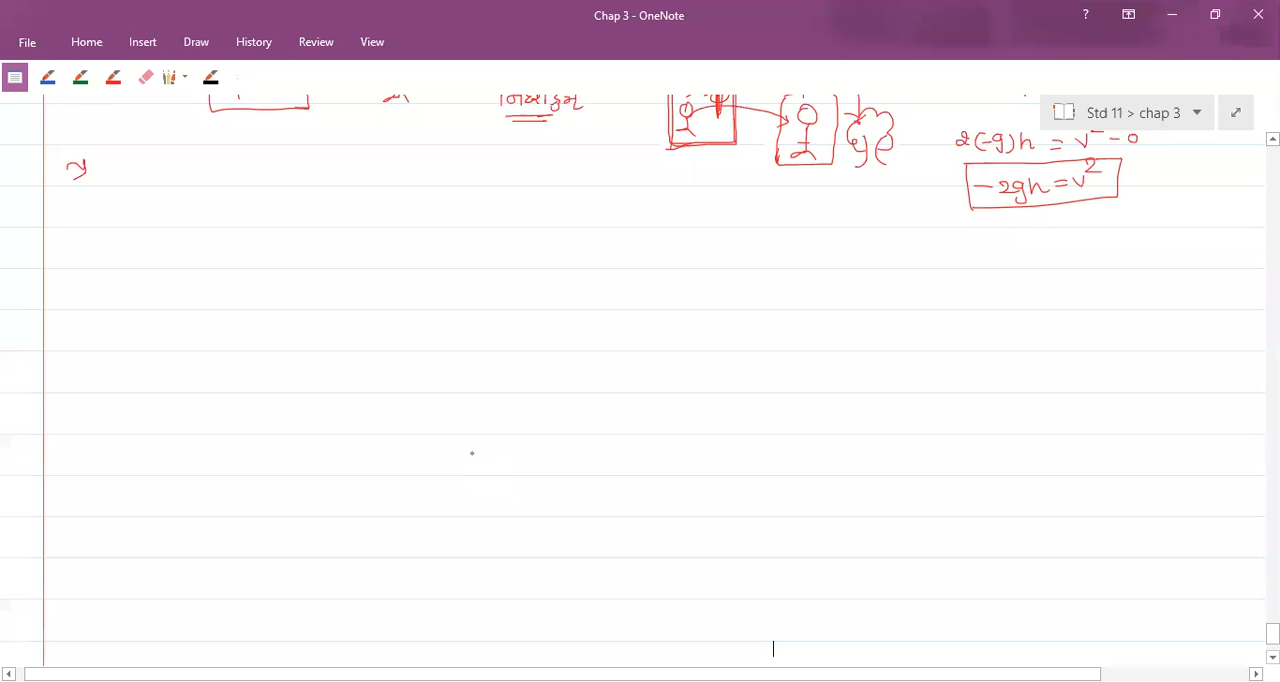 Chap 3 - OneNote
File Home Insert Draw History Review View
Std 11 > chap 3
2(-g)h = v² - 0
-2gh = v²